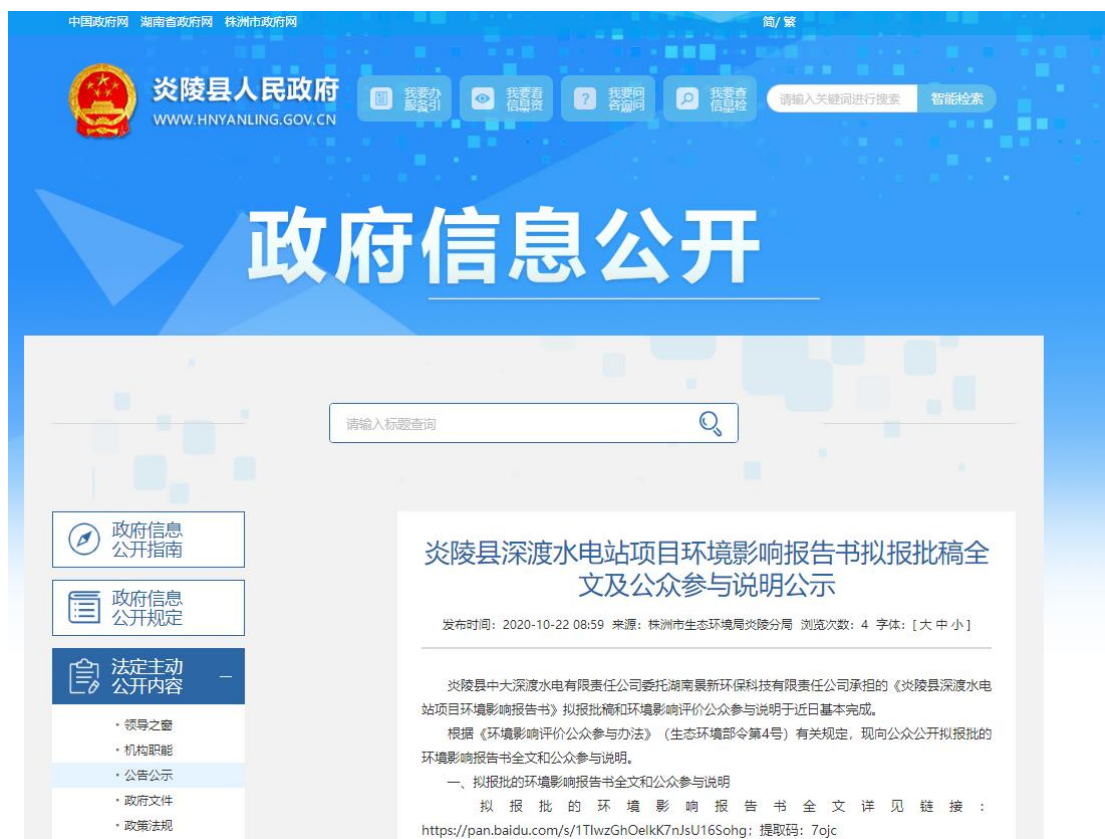 中国政府网 湖南省政府网 株洲市政府网 简/ 繁
炎陵县人民政府
WWW.HNYANLING.GOV.CN
我要办 我要看 我要问 我要查
服务引 信息资 答询问 信息检
请输入关键词进行搜索 智能检索
政府信息公开
请输入标题查询
政府信息
公开指南
政府信息
公开规定
法定主动
公开内容
· 领导之窗
· 机构职能
· 公告公示
· 政府文件
· 政策法规
炎陵县深渡水电站项目环境影响报告书拟报批稿全
文及公众参与说明公示
发布时间：2020-10-22 08:59 来源：株洲市生态环境局炎陵分局 浏览次数：4 字体：[ 大 中 小 ]
炎陵县中大深渡水电有限责任公司委托湖南景新环保科技有限责任公司承担的《炎陵县深渡水电
站项目环境影响报告书》拟报批稿和环境影响评价公众参与说明于近日基本完成。
根据《环境影响评价公众参与办法》（生态环境部令第4号）有关规定，现向公众公开拟报批的
环境影响报告书全文和公众参与说明。
一、拟报批的环境影响报告书全文和公众参与说明
拟报批的环境影响报告书全文详见链接：
https://pan.baidu.com/s/1TlwzGhOelkK7nJsU16Sohg；提取码：7ojc